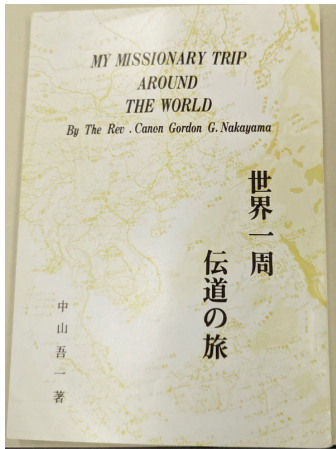 MY MISSIONARY TRIP
AROUND
THE WORLD
By The Rev . Canon Gordon G. Nakayama
世界一周
伝道の旅
中山吾一著